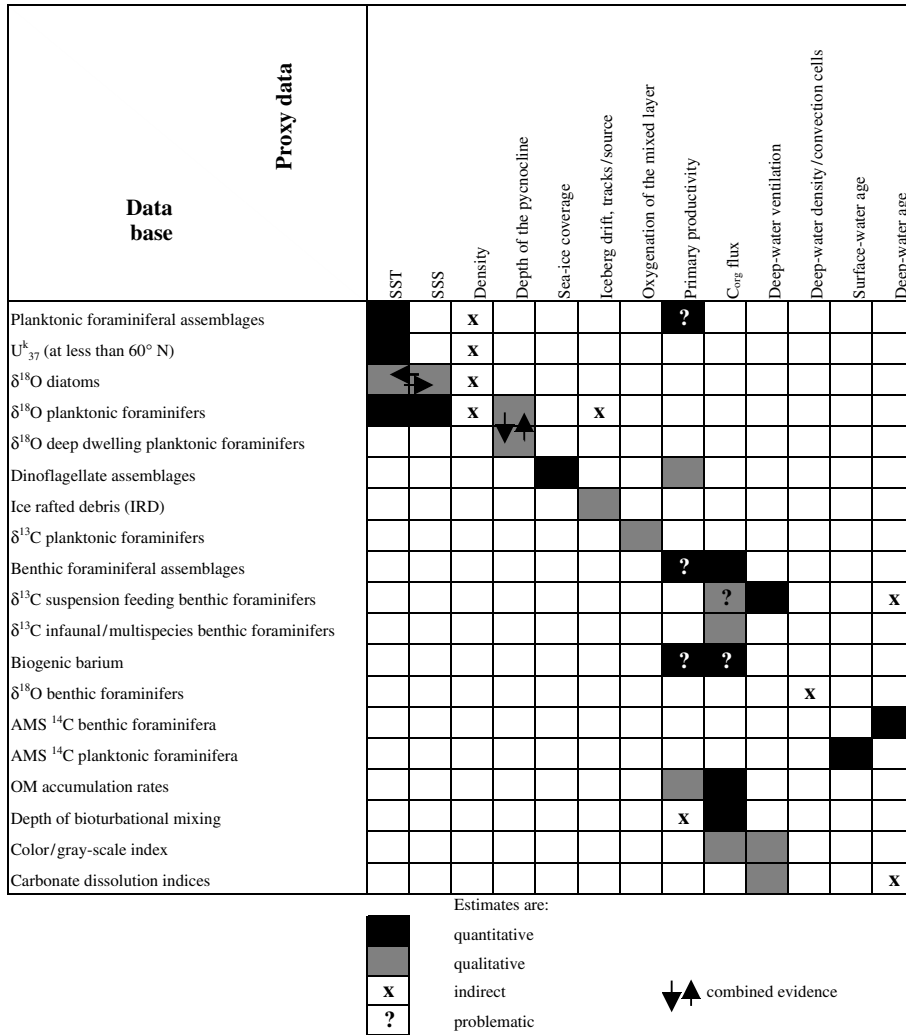 Proxy data
Data
base
SST
SSS
Density
Depth of the pycnocline
Sea-ice coverage
Iceberg drift, tracks/source
Oxygenation of the mixed layer
Primary productivity
Corg flux
Deep-water ventilation
Deep-water density/convection cells
Surface-water age
Deep-water age
Planktonic foraminiferal assemblages x ?
Uk37 (at less than 60° N) x
δ18O diatoms x
δ18O planktonic foraminifers x x
δ18O deep dwelling planktonic foraminifers
Dinoflagellate assemblages
Ice rafted debris (IRD)
δ13C planktonic foraminifers
Benthic foraminiferal assemblages ?
δ13C suspension feeding benthic foraminifers ? x
δ13C infaunal/multispecies benthic foraminifers
Biogenic barium ? ?
δ18O benthic foraminifers x
AMS 14C benthic foraminifera
AMS 14C planktonic foraminifera
OM accumulation rates
Depth of bioturbational mixing x
Color/gray-scale index
Carbonate dissolution indices x
Estimates are:
quantitative
qualitative
x indirect combined evidence
? problematic